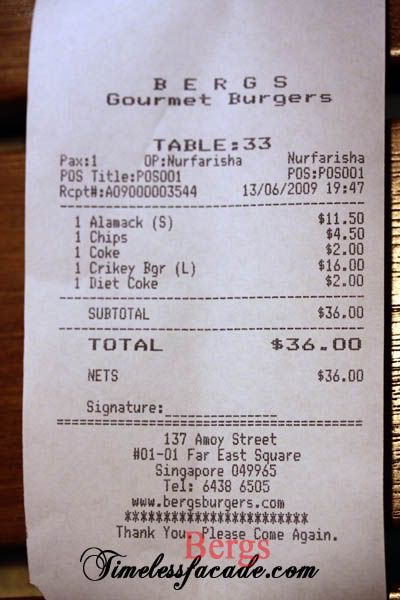 BERGS
Gourmet Burgers
TABLE:33
Pax:1 OP:Nurfarisha Nurfarisha
POS Title:POS001 POS:POS001
Rcpt#:A09000003544 13/06/2009 19:47
1 Alamack (S) $11.50
1 Chips $4.50
1 Coke $2.00
1 Crikey Bgr (L) $16.00
1 Diet Coke $2.00
SUBTOTAL $36.00
TOTAL $36.00
NETS $36.00
Signature:_______________
137 Amoy Street
#01-01 Far East Square
Singapore 049965
Tel: 6438 6505
www.bergsburgers.com
************************
Thank You, Please Come Again.
Bergs
Timelessfacade.com